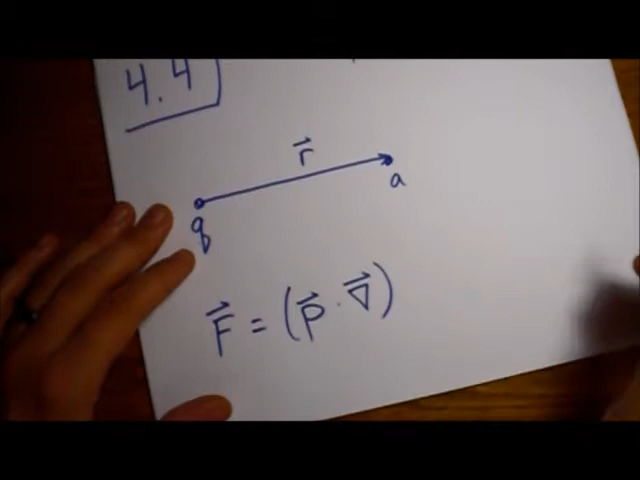 4.4
r⃗
q
a
F⃗ = (p⃗ · ∇⃗)